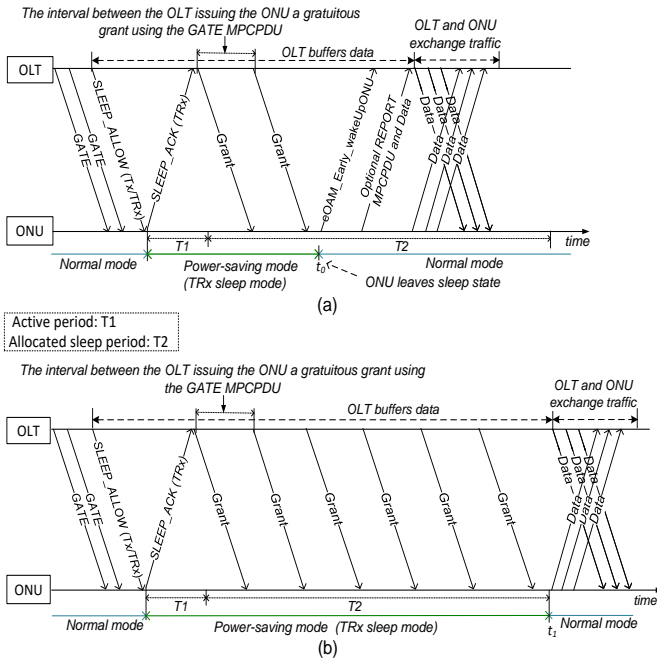 The interval between the OLT issuing the ONU a gratuitous
grant using the GATE MPCPDU
OLT buffers data
OLT and ONU
exchange traffic
OLT
GATE
GATE
SLEEP_ALLOW (Tx/TRx)
SLEEP_ACK (TRx)
Grant
Grant
eOAM_Early_wakeUpONU
Optional REPORT
MPCPDU and Data
Data
Data
Data
Data
Data
Data
ONU
T1
T2
time
Normal mode
Power-saving mode
(TRx sleep mode)
t0
Normal mode
ONU leaves sleep state
(a)
Active period: T1
Allocated sleep period: T2
The interval between the OLT issuing the ONU a gratuitous grant using
the GATE MPCPDU
OLT buffers data
OLT and ONU
exchange traffic
OLT
GATE
GATE
SLEEP_ALLOW (Tx/TRx)
SLEEP_ACK (TRx)
Grant
Grant
Grant
Grant
Grant
Grant
Data
Data
Data
Data
Data
Data
ONU
T1
T2
time
Normal mode
Power-saving mode (TRx sleep mode)
t1
Normal mode
(b)